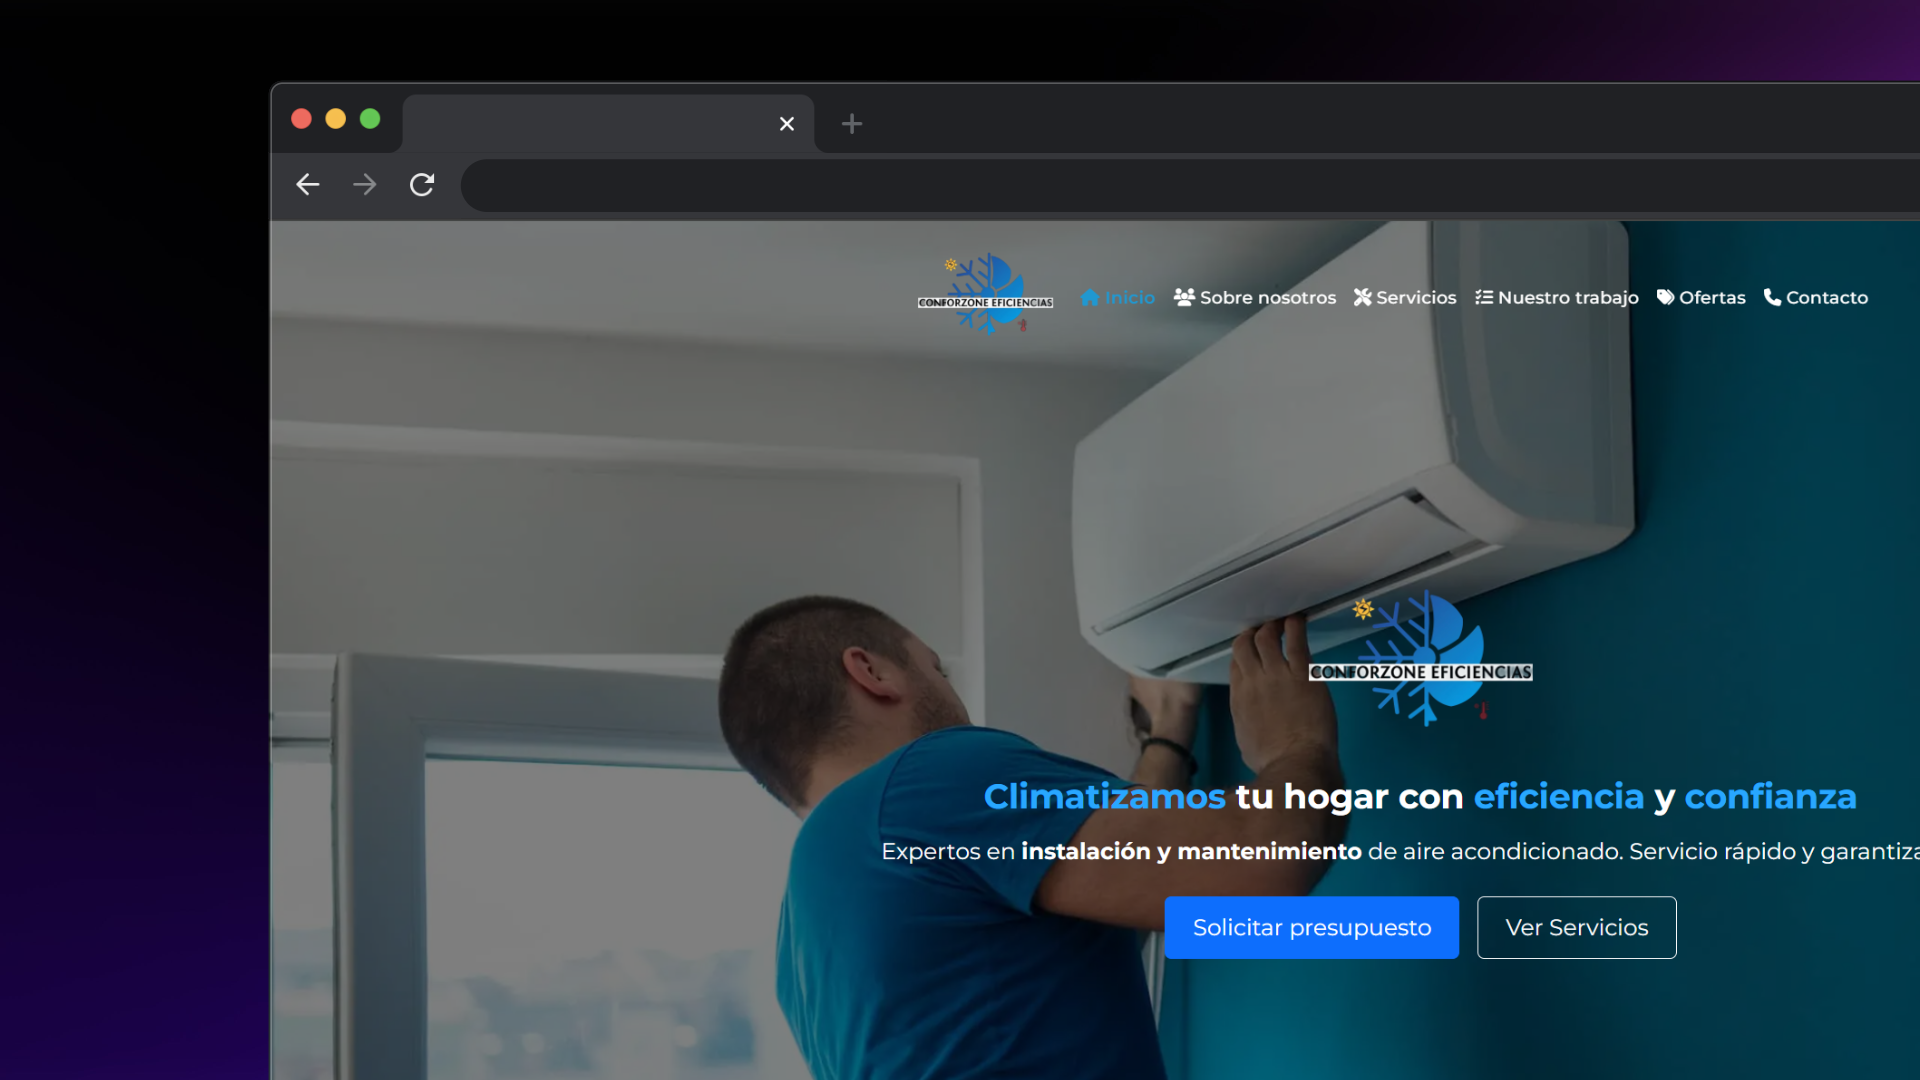 CONFORZONE EFICIENCIAS
Inicio Sobre nosotros Servicios Nuestro trabajo Ofertas Contacto
CONFORZONE EFICIENCIAS
Climatizamos tu hogar con eficiencia y confianza
Expertos en instalación y mantenimiento de aire acondicionado. Servicio rápido y garantiza
Solicitar presupuesto Ver Servicios